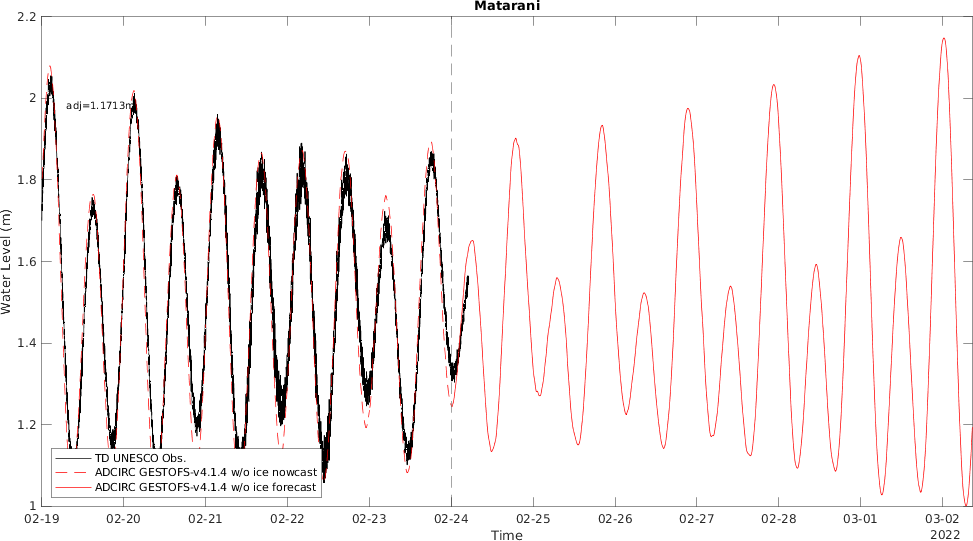 Matarani
2.2
2
1.8
1.6
1.4
1.2
1
Water Level (m)
adj=1.1713m
TD UNESCO Obs.
ADCIRC GESTOFS-v4.1.4 w/o ice nowcast
ADCIRC GESTOFS-v4.1.4 w/o ice forecast
02-19 02-20 02-21 02-22 02-23 02-24 02-25 02-26 02-27 02-28 03-01 03-02
2022
Time